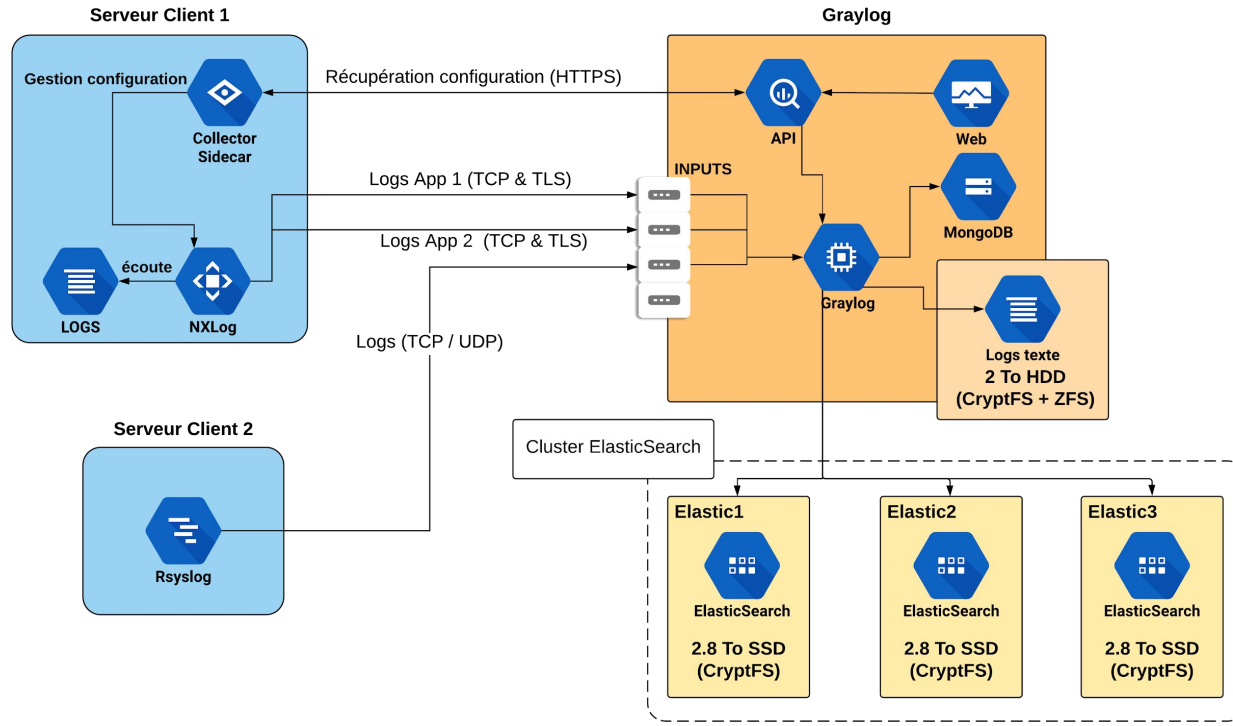 Serveur Client 1
Graylog
Gestion configuration
Collector
Sidecar
Récupération configuration (HTTPS)
API
Web
INPUTS
Logs App 1 (TCP & TLS)
Logs App 2 (TCP & TLS)
MongoDB
écoute
LOGS
NXLog
Graylog
Logs (TCP / UDP)
Logs texte
2 To HDD
(CryptFS + ZFS)
Serveur Client 2
Rsyslog
Cluster ElasticSearch
Elastic1
ElasticSearch
2.8 To SSD
(CryptFS)
Elastic2
ElasticSearch
2.8 To SSD
(CryptFS)
Elastic3
ElasticSearch
2.8 To SSD
(CryptFS)